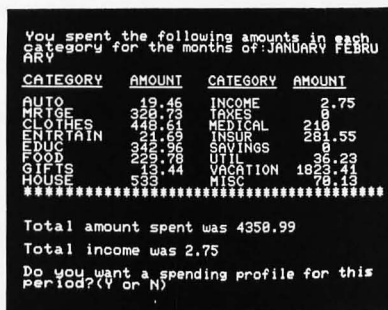 You spent the following amounts in each
category for the months of:JANUARY FEBRU
ARY
CATEGORY AMOUNT CATEGORY AMOUNT
AUTO 19.46 INCOME 2.75
MRTGE 320.73 TAXES 0
CLOTHES 448.61 MEDICAL 210
ENTRTAIN 21.69 INSUR 281.55
EDUC 342.96 SAVINGS 0
FOOD 229.78 UTIL 36.23
GIFTS 13.44 VACATION 1823.41
HOUSE 533 MISC 70.13
****************************************
Total amount spent was 4350.99
Total income was 2.75
Do you want a spending profile for this
period?(Y or N)